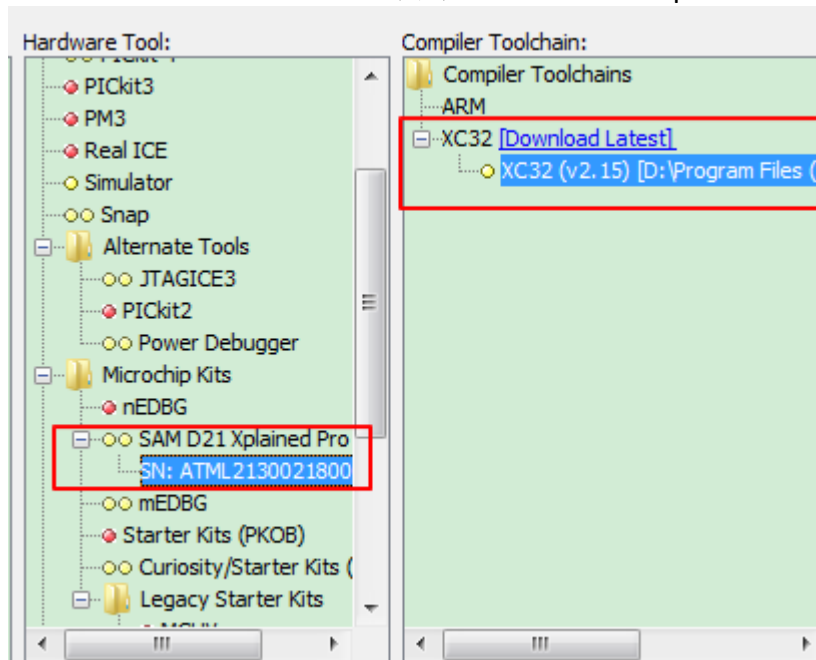 Hardware Tool:
PICkit3
PM3
Real ICE
Simulator
Snap
Alternate Tools
JTAGICE3
PICkit2
Power Debugger
Microchip Kits
nEDBG
SAM D21 Xplained Pro
SN: ATML2130021800
mEDBG
Starter Kits (PKOB)
Curiosity/Starter Kits (
Legacy Starter Kits
Compiler Toolchain:
Compiler Toolchains
ARM
XC32 [Download Latest]
XC32 (v2.15) [D:\Program Files (